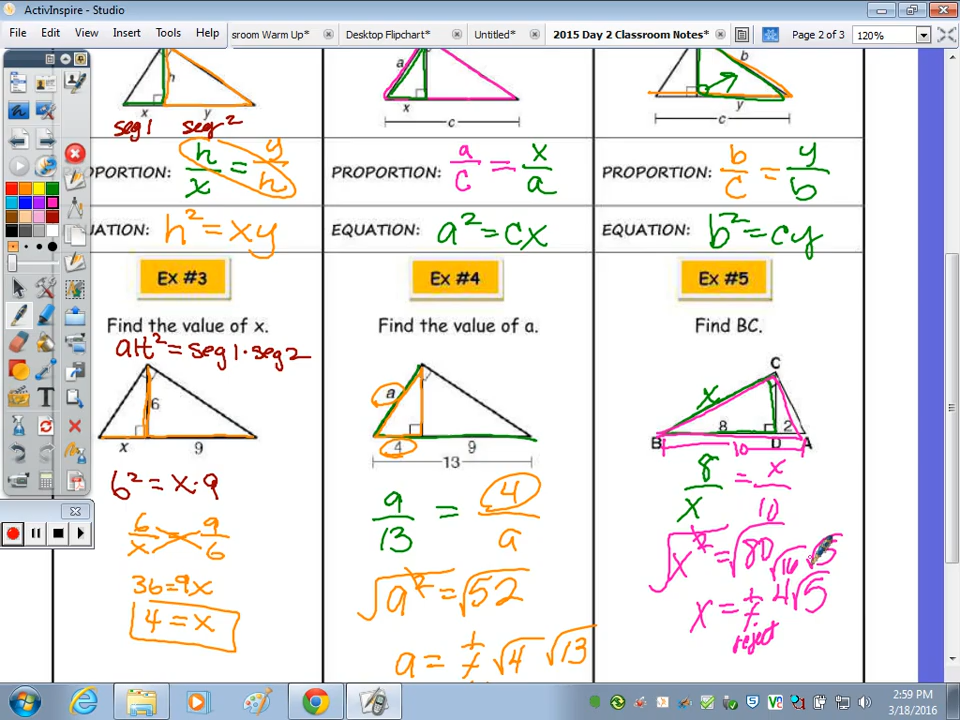 ActivInspire - Studio
File Edit View Insert Tools Help
sroom Warm Up* Desktop Flipchart* Untitled* 2015 Day 2 Classroom Notes* Page 2 of 3 120%
h a b
x y x y
seg 1 seg 2 c c
OPORTION: h/x = y/h PROPORTION: a/c = x/a PROPORTION: b/c = y/b
UATION: h² = xy EQUATION: a² = cx EQUATION: b² = cy
Ex #3 Ex #4 Ex #5
Find the value of x. Find the value of a. Find BC.
alt² = seg 1 · seg 2
6
x 9
6² = x · 9
6/x = 9/6
36 = 9x
4 = x
a
4 9
13
a/13 = 4/a
√a² = √52
a = ± √4 √13
C
x
8 2
B D A
10
8/x = x/10
√x² = √80
√16 √5
x = ± 4√5
reject
2:59 PM
3/18/2016